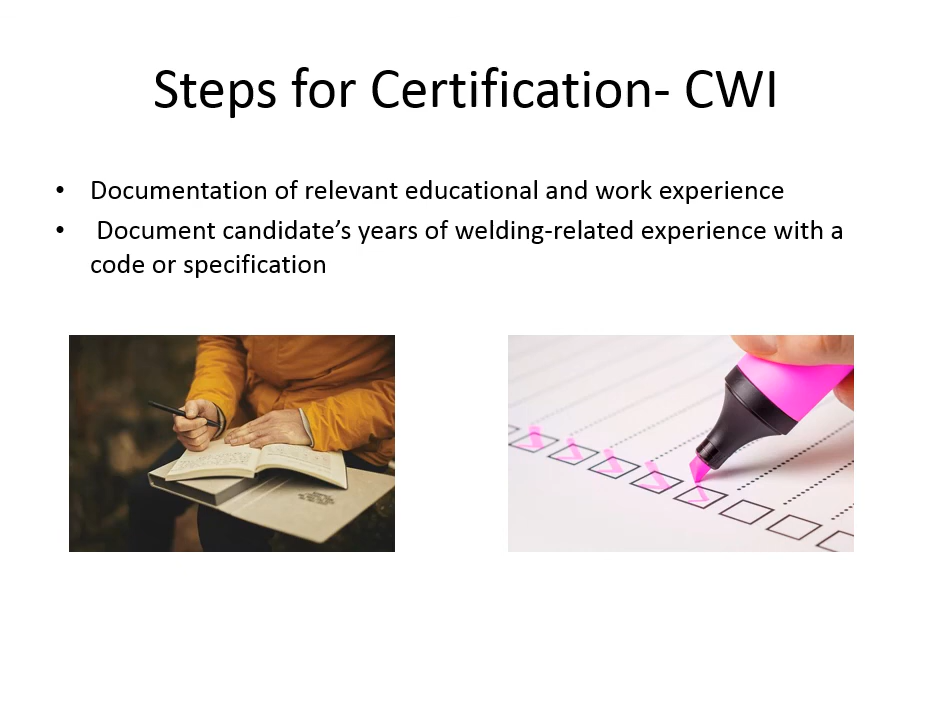 Steps for Certification- CWI
• Documentation of relevant educational and work experience
• Document candidate’s years of welding-related experience with a
code or specification